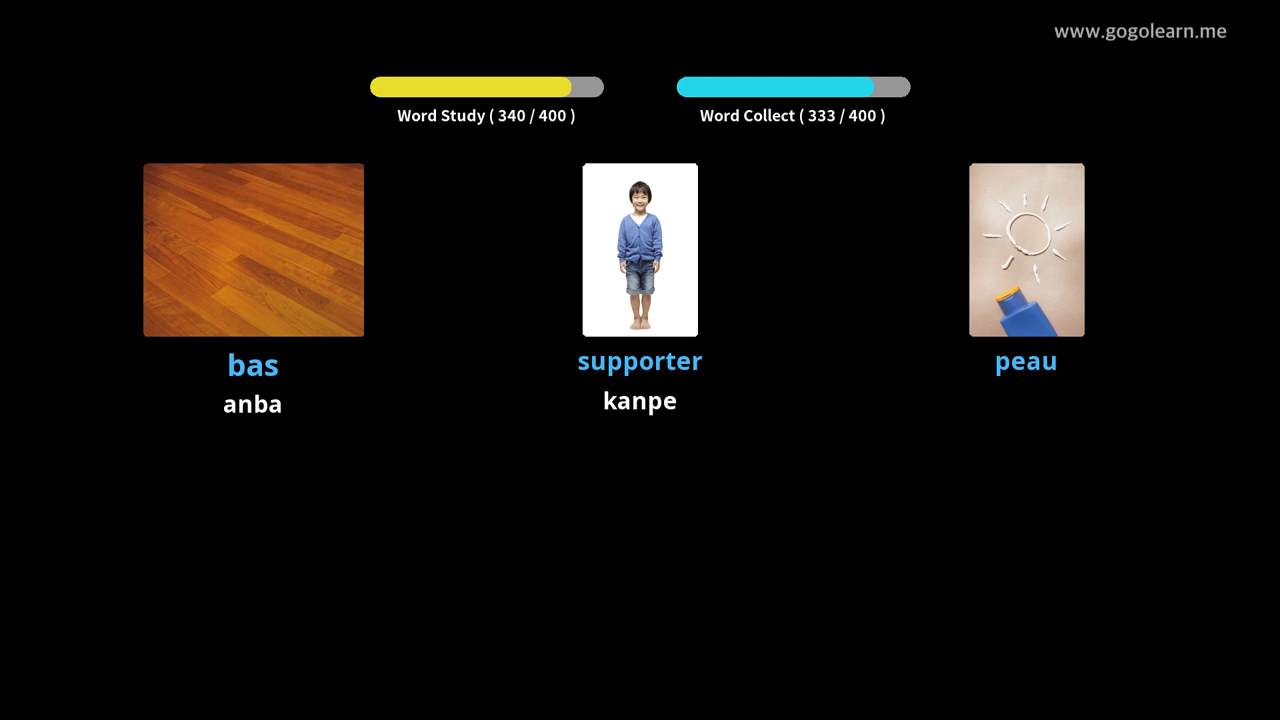 www.gogolearn.me
Word Study ( 340 / 400 )
Word Collect ( 333 / 400 )
bas
anba
supporter
kanpe
peau